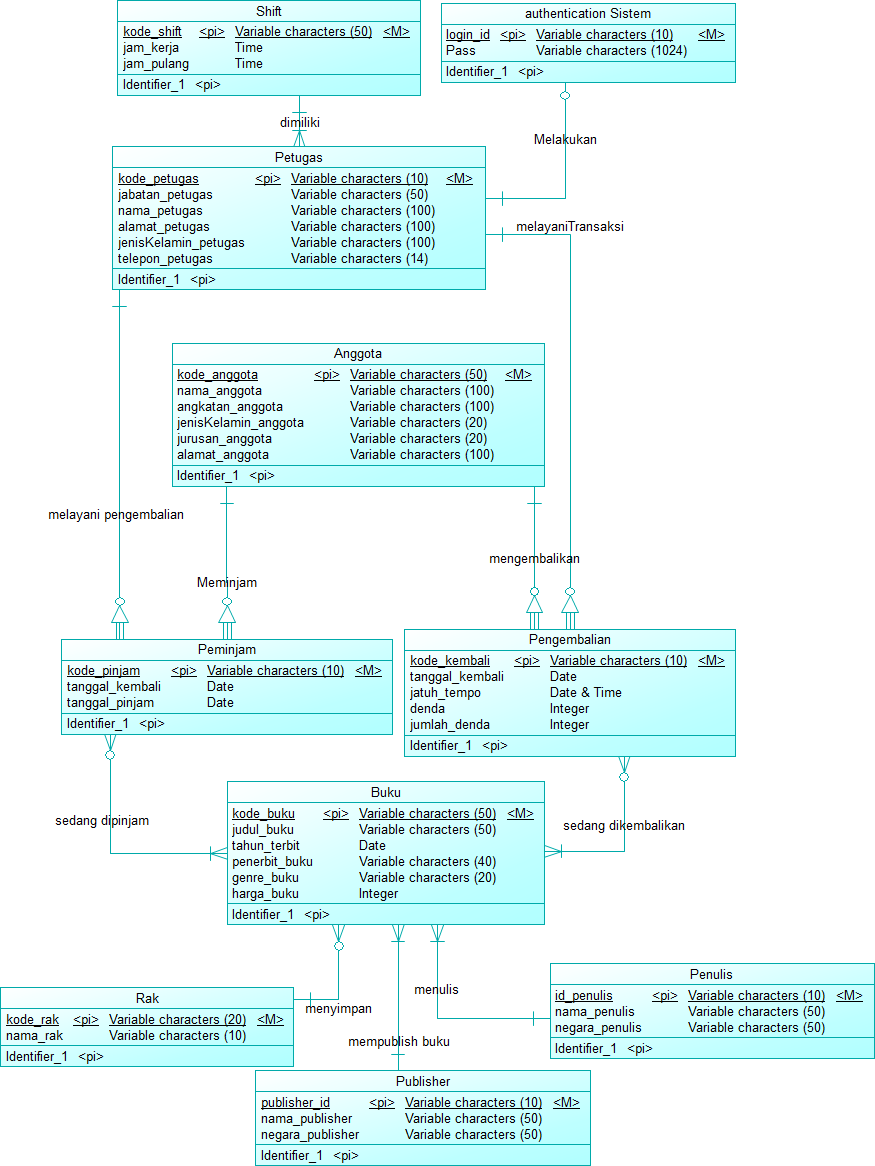 Shift
kode_shift <pi> Variable characters (50) <M>
jam_kerja Time
jam_pulang Time
Identifier_1 <pi>
authentication Sistem
login_id <pi> Variable characters (10) <M>
Pass Variable characters (1024)
Identifier_1 <pi>
dimiliki
Melakukan
Petugas
kode_petugas <pi> Variable characters (10) <M>
jabatan_petugas Variable characters (50)
nama_petugas Variable characters (100)
alamat_petugas Variable characters (100)
jenisKelamin_petugas Variable characters (100)
telepon_petugas Variable characters (14)
Identifier_1 <pi>
melayaniTransaksi
Anggota
kode_anggota <pi> Variable characters (50) <M>
nama_anggota Variable characters (100)
angkatan_anggota Variable characters (100)
jenisKelamin_anggota Variable characters (20)
jurusan_anggota Variable characters (20)
alamat_anggota Variable characters (100)
Identifier_1 <pi>
melayani pengembalian
mengembalikan
Meminjam
Peminjam
kode_pinjam <pi> Variable characters (10) <M>
tanggal_kembali Date
tanggal_pinjam Date
Identifier_1 <pi>
Pengembalian
kode_kembali <pi> Variable characters (10) <M>
tanggal_kembali Date
jatuh_tempo Date & Time
denda Integer
jumlah_denda Integer
Identifier_1 <pi>
sedang dipinjam
sedang dikembalikan
Buku
kode_buku <pi> Variable characters (50) <M>
judul_buku Variable characters (50)
tahun_terbit Date
penerbit_buku Variable characters (40)
genre_buku Variable characters (20)
harga_buku Integer
Identifier_1 <pi>
Rak
kode_rak <pi> Variable characters (20) <M>
nama_rak Variable characters (10)
Identifier_1 <pi>
menyimpan
menulis
mempublish buku
Penulis
id_penulis <pi> Variable characters (10) <M>
nama_penulis Variable characters (50)
negara_penulis Variable characters (50)
Identifier_1 <pi>
Publisher
publisher_id <pi> Variable characters (10) <M>
nama_publisher Variable characters (50)
negara_publisher Variable characters (50)
Identifier_1 <pi>